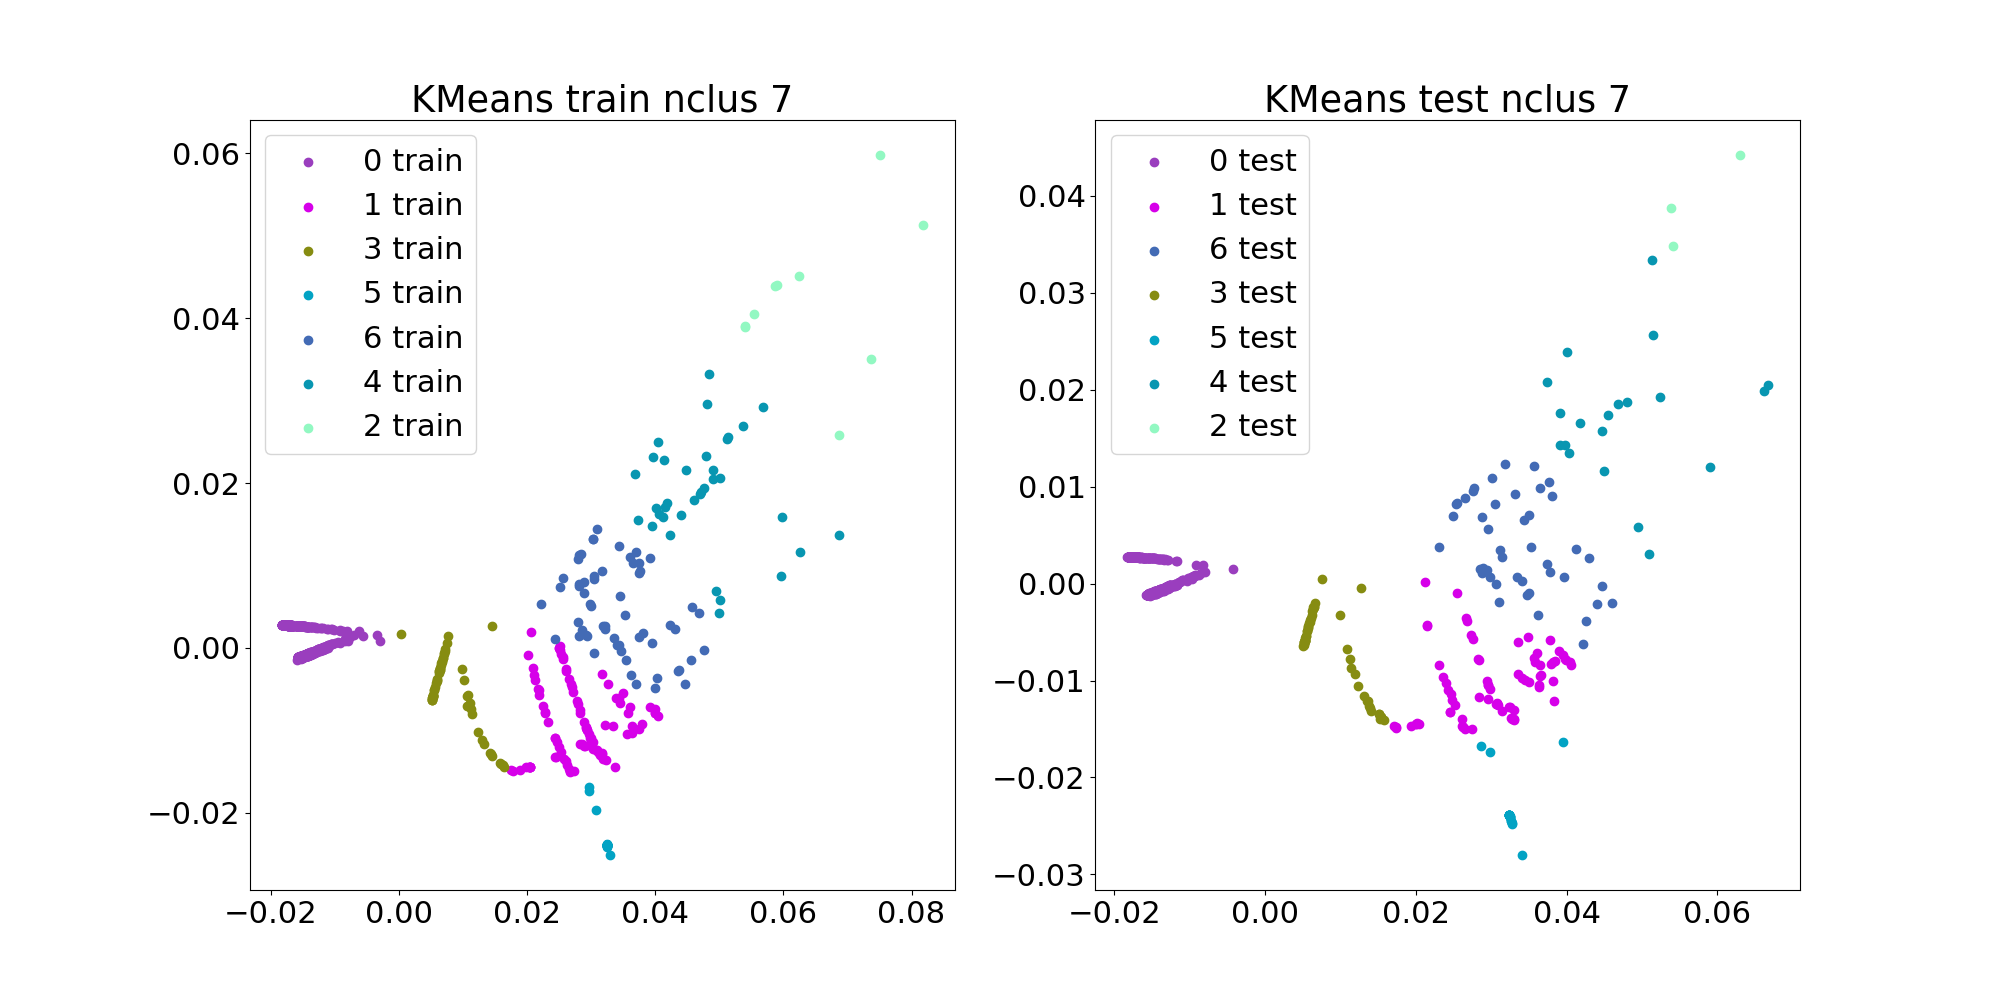 KMeans train nclus 7
0.06
0.04
0.02
0.00
−0.02
0 train
1 train
3 train
5 train
6 train
4 train
2 train
−0.02 0.00 0.02 0.04 0.06 0.08
KMeans test nclus 7
0.04
0.03
0.02
0.01
0.00
−0.01
−0.02
−0.03
0 test
1 test
6 test
3 test
5 test
4 test
2 test
−0.02 0.00 0.02 0.04 0.06